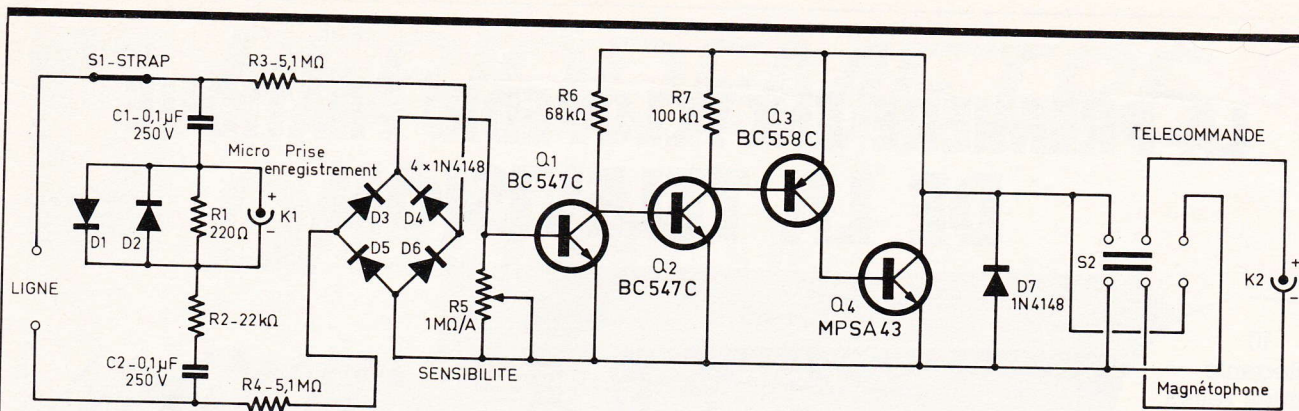 S1-STRAP
R3-5,1MΩ
C1-0,1µF
250 V
Micro Prise
enregistrement
4×1N4148
D1
D2
R1
220Ω
+
K1
-
D3
D4
D5
D6
LIGNE
R2-22kΩ
C2-0,1µF
250 V
R4-5,1MΩ
R5
1MΩ/A
SENSIBILITE
Q1
BC547C
R6
68kΩ
R7
100kΩ
Q2
BC547C
Q3
BC558C
Q4
MPSA43
D7
1N4148
TELECOMMANDE
S2
+
K2
-
Magnétophone